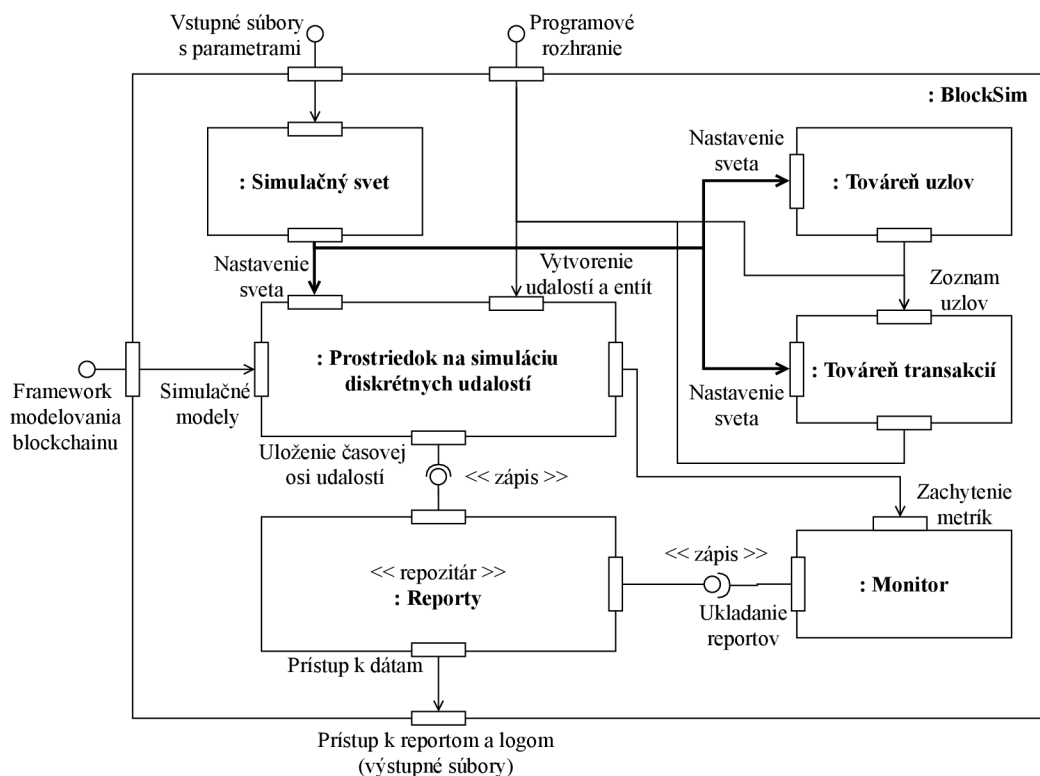 Vstupné súbory
s parametrami
Programové
rozhranie
: BlockSim
: Simulačný svet
Nastavenie
sveta
: Továreň uzlov
Nastavenie
sveta
Vytvorenie
udalostí a entít
Zoznam
uzlov
: Prostriedok na simuláciu
diskrétnych udalostí
: Továreň transakcií
Framework
modelovania
blockchainu
Simulačné
modely
Nastavenie
sveta
Uloženie časovej
osi udalostí
<< zápis >>
Zachytenie
metrík
<< repozitár >>
: Reporty
<< zápis >>
Ukladanie
reportov
: Monitor
Prístup k dátam
Prístup k reportom a logom
(výstupné súbory)